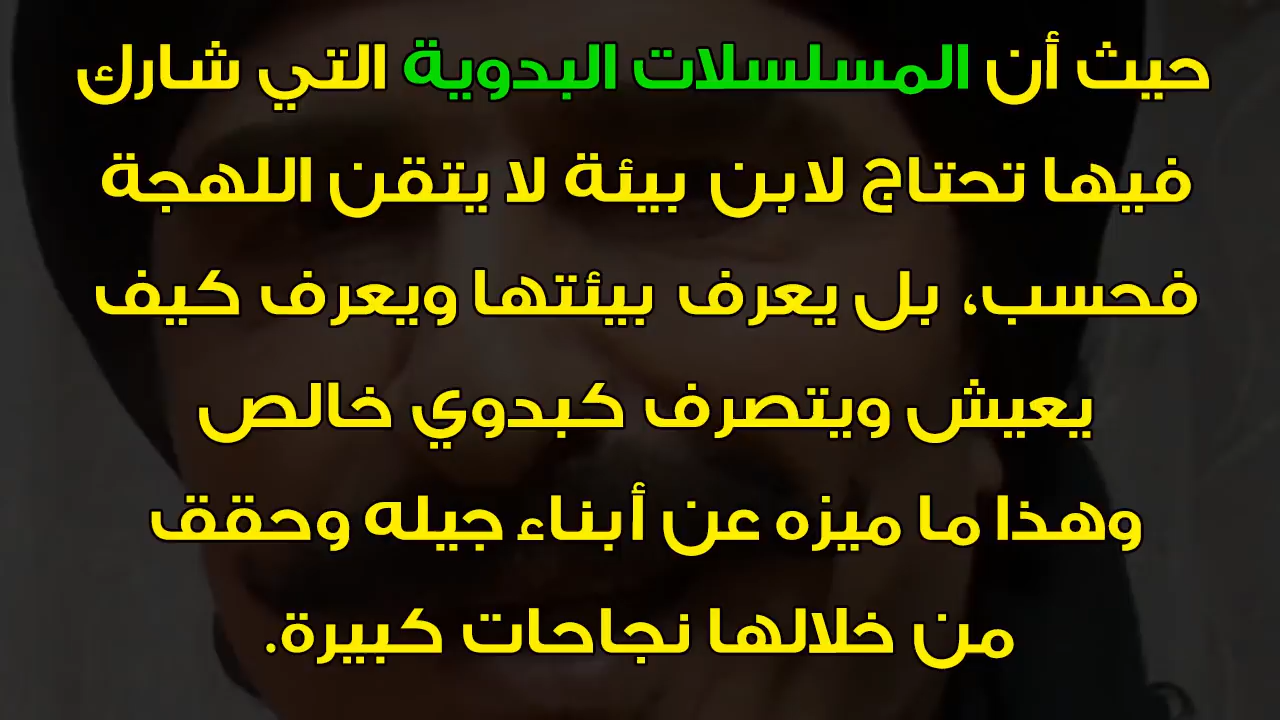 حيث أن المسلسلات البدوية التي شارك
فيها تحتاج لابن بيئة لا يتقن اللهجة
فحسب، بل يعرف بيئتها ويعرف كيف
يعيش ويتصرف كبدوي خالص
وهذا ما ميزه عن أبناء جيله وحقق
من خلالها نجاحات كبيرة.